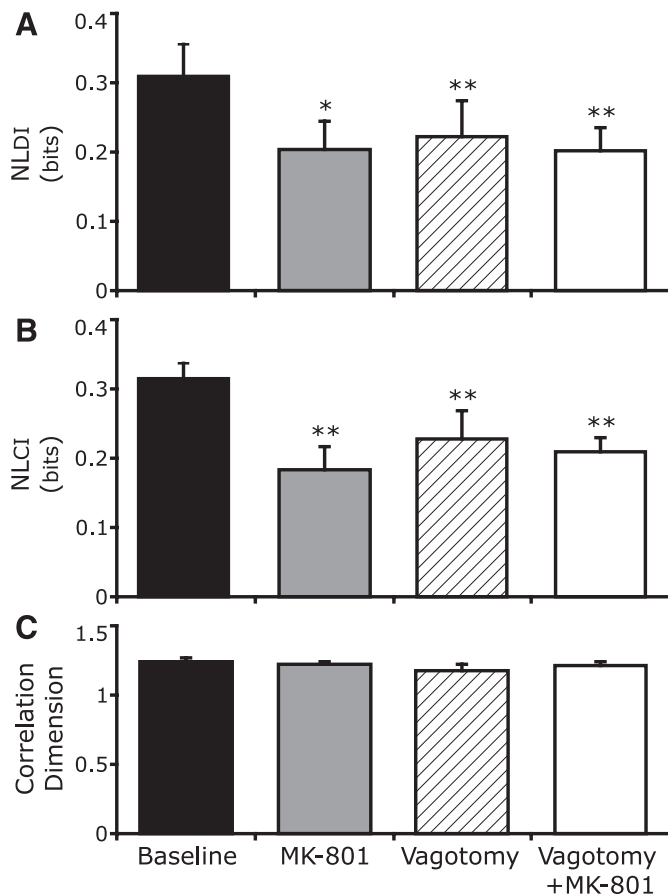 A
NLDI
(bits)
0.4
0.3
0.2
0.1
0
*
**
**
B
NLCI
(bits)
0.4
0.3
0.2
0.1
0
**
**
**
C
Correlation
Dimension
1.5
1
0.5
0
Baseline
MK-801
Vagotomy
Vagotomy
+MK-801